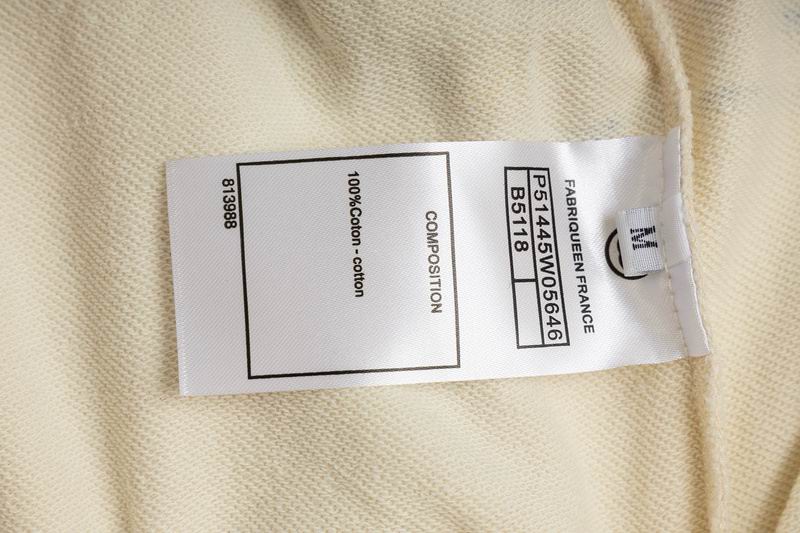 M
FABRIQUEEN FRANCE
P51445W05646
B5118
COMPOSITION
100%Coton - cotton
813988